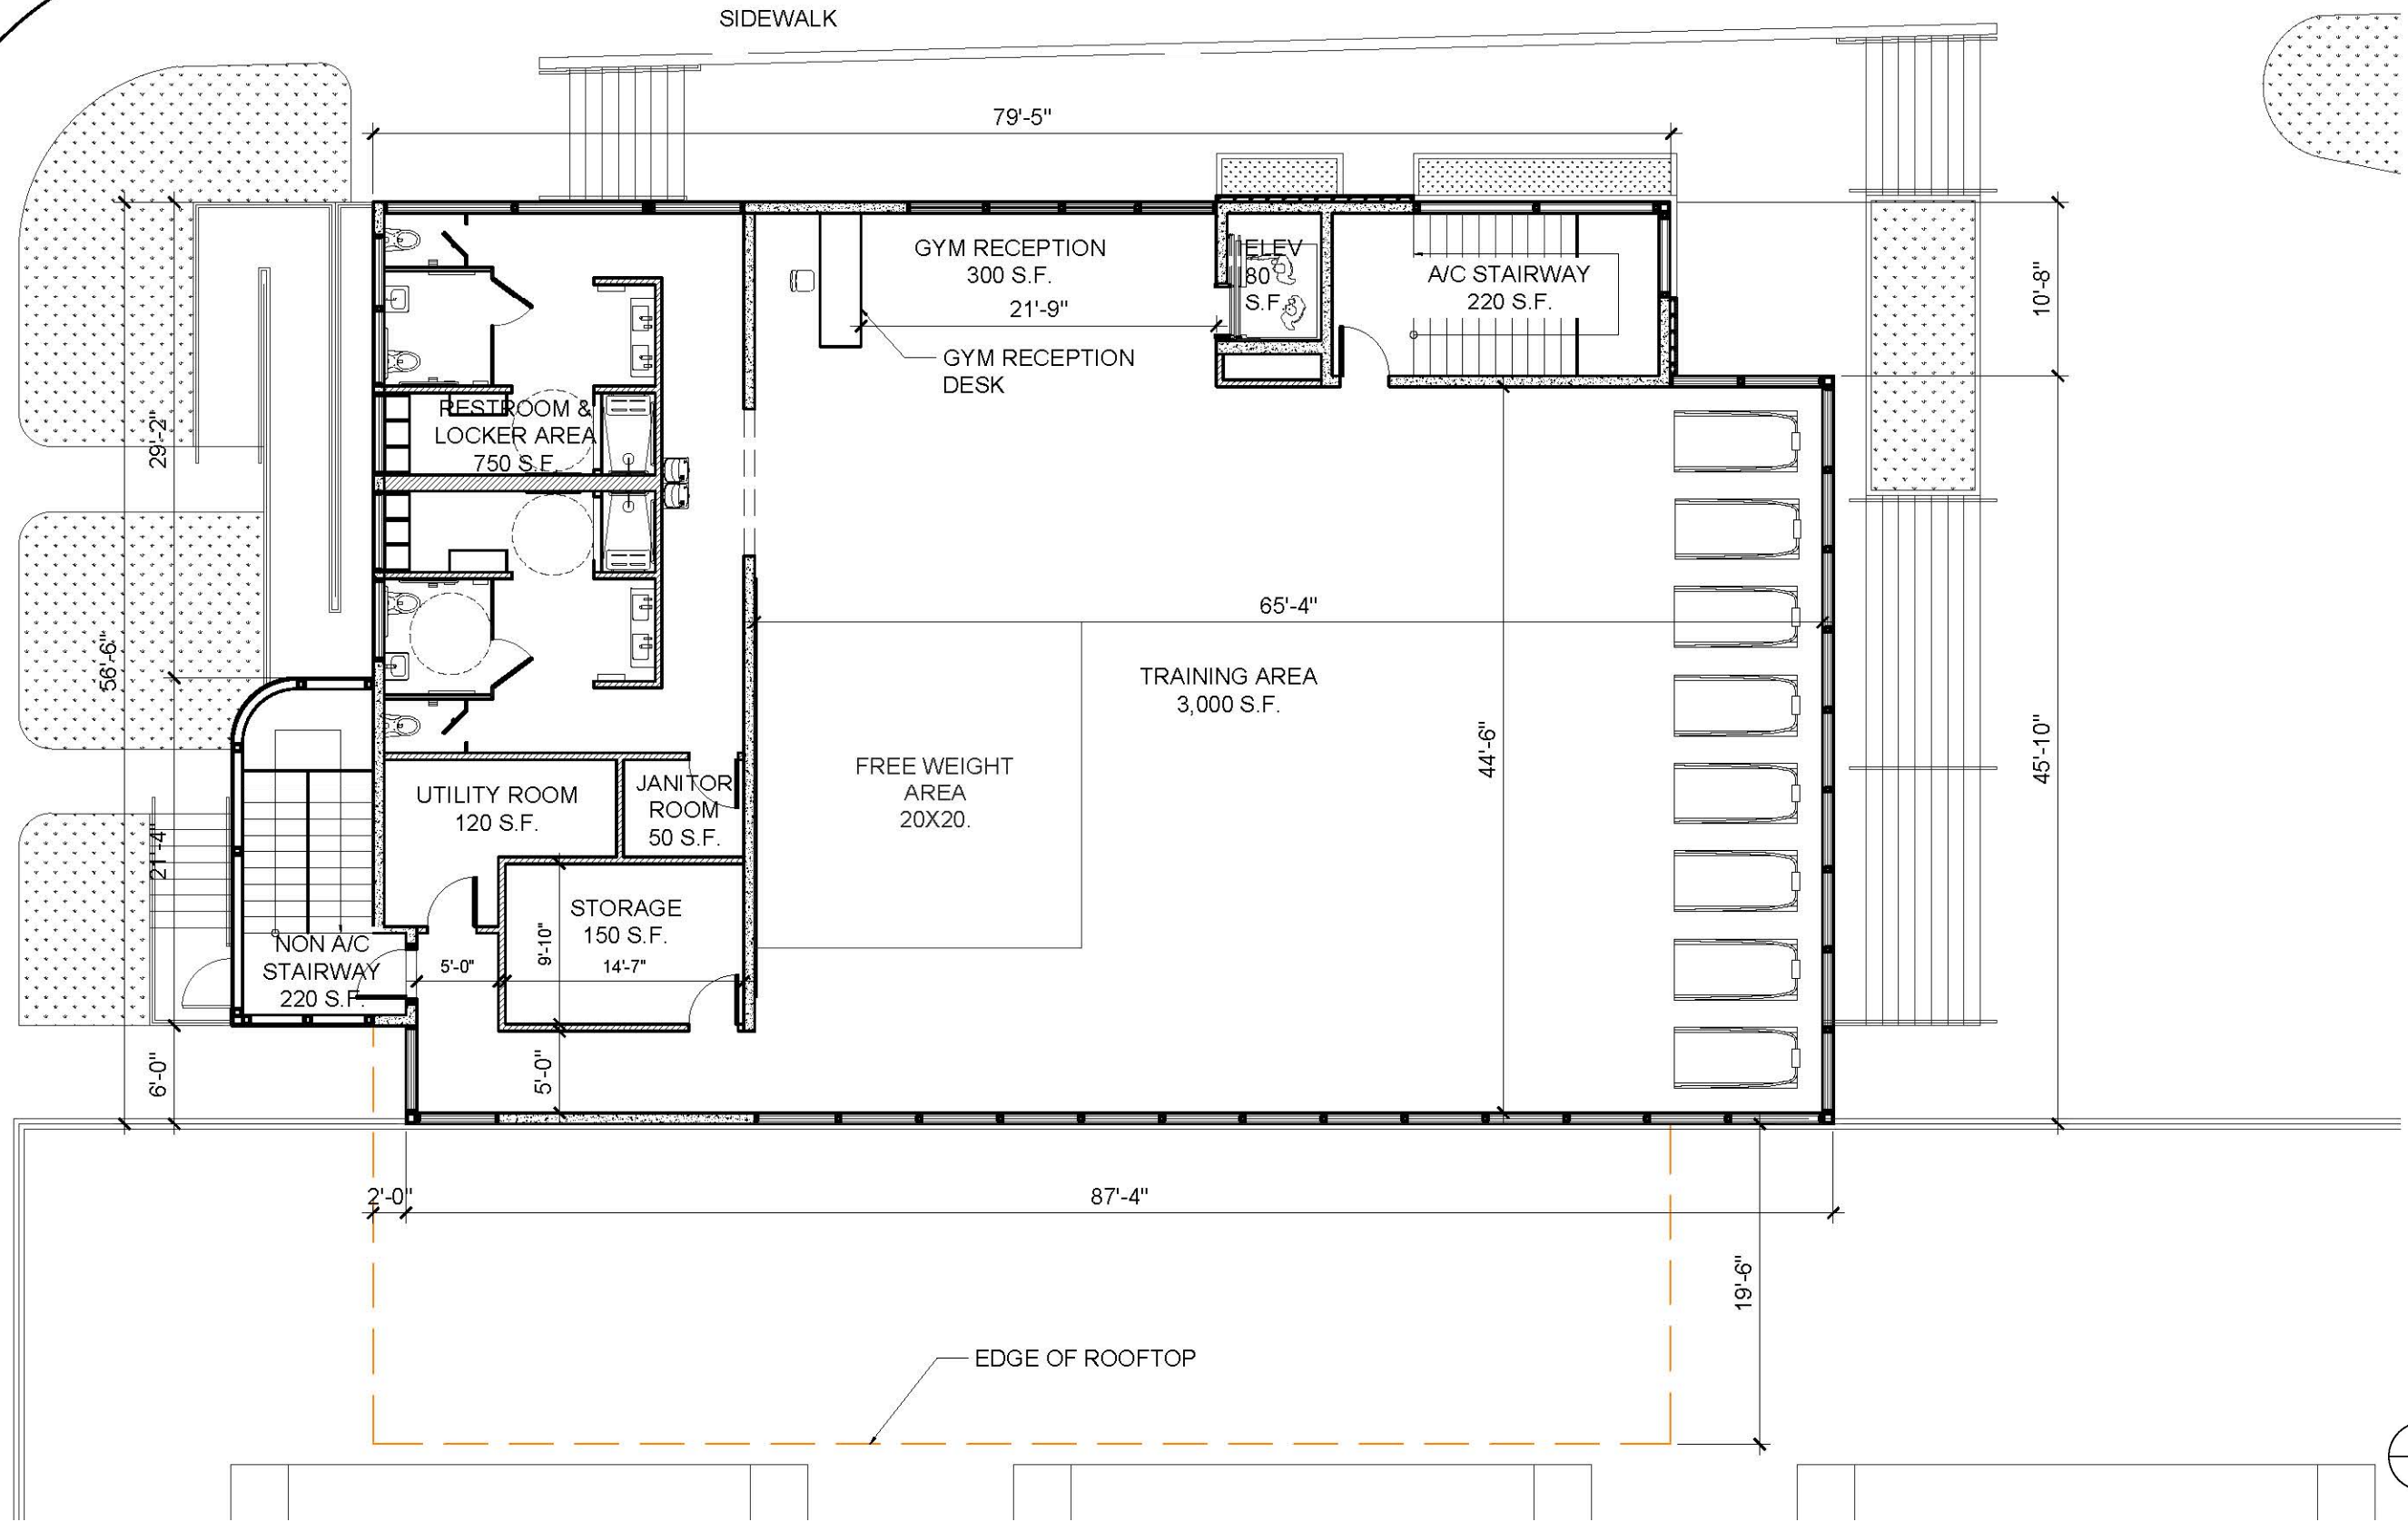 SIDEWALK
79'-5"
GYM RECEPTION
300 S.F.
21'-9"
ELEV
80
S.F.
A/C STAIRWAY
220 S.F.
10'-8"
GYM RECEPTION
DESK
RESTROOM &
LOCKER AREA
750 S.F.
29'-2"
56'-6"
65'-4"
TRAINING AREA
3,000 S.F.
44'-6"
45'-10"
FREE WEIGHT
AREA
20X20.
UTILITY ROOM
120 S.F.
JANITOR
ROOM
50 S.F.
21'-4"
STORAGE
150 S.F.
9'-10"
14'-7"
5'-0"
NON A/C
STAIRWAY
220 S.F.
6'-0"
5'-0"
2'-0"
87'-4"
19'-6"
EDGE OF ROOFTOP